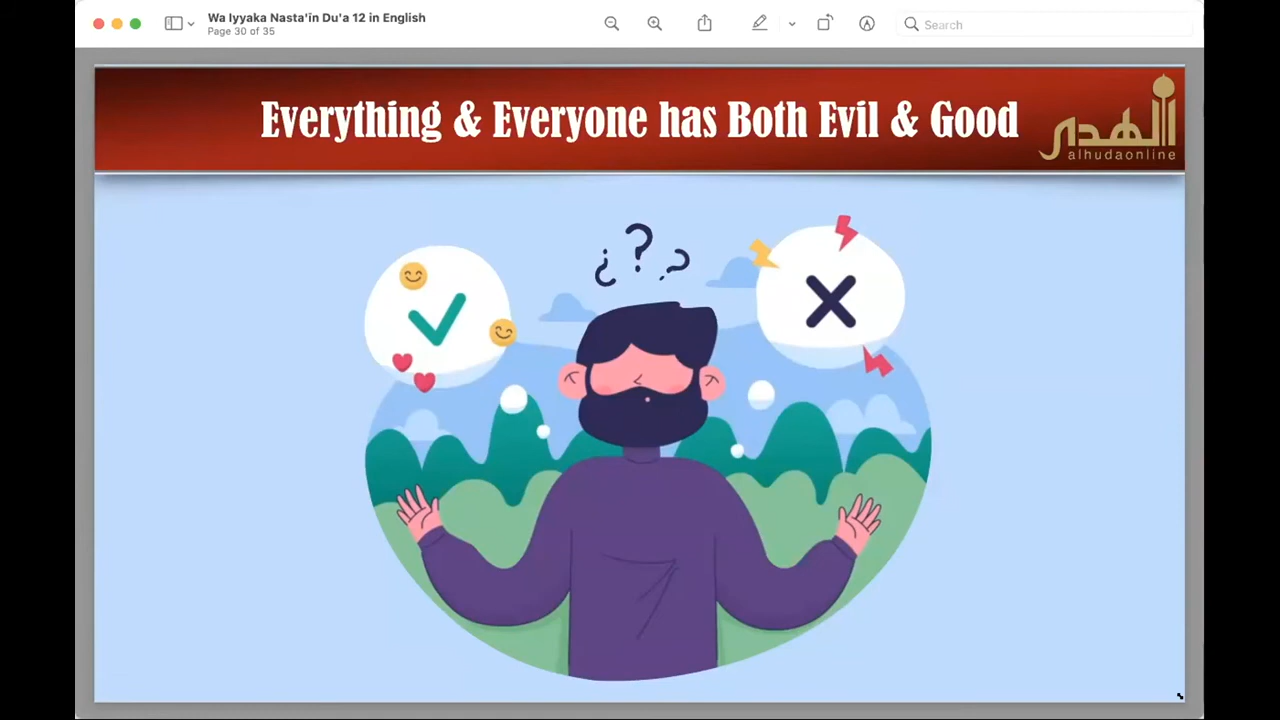 Wa Iyyaka Nasta'īn Du'a 12 in English
Page 30 of 35
Search
Everything & Everyone has Both Evil & Good
الهدى
alhudaonline
¿??